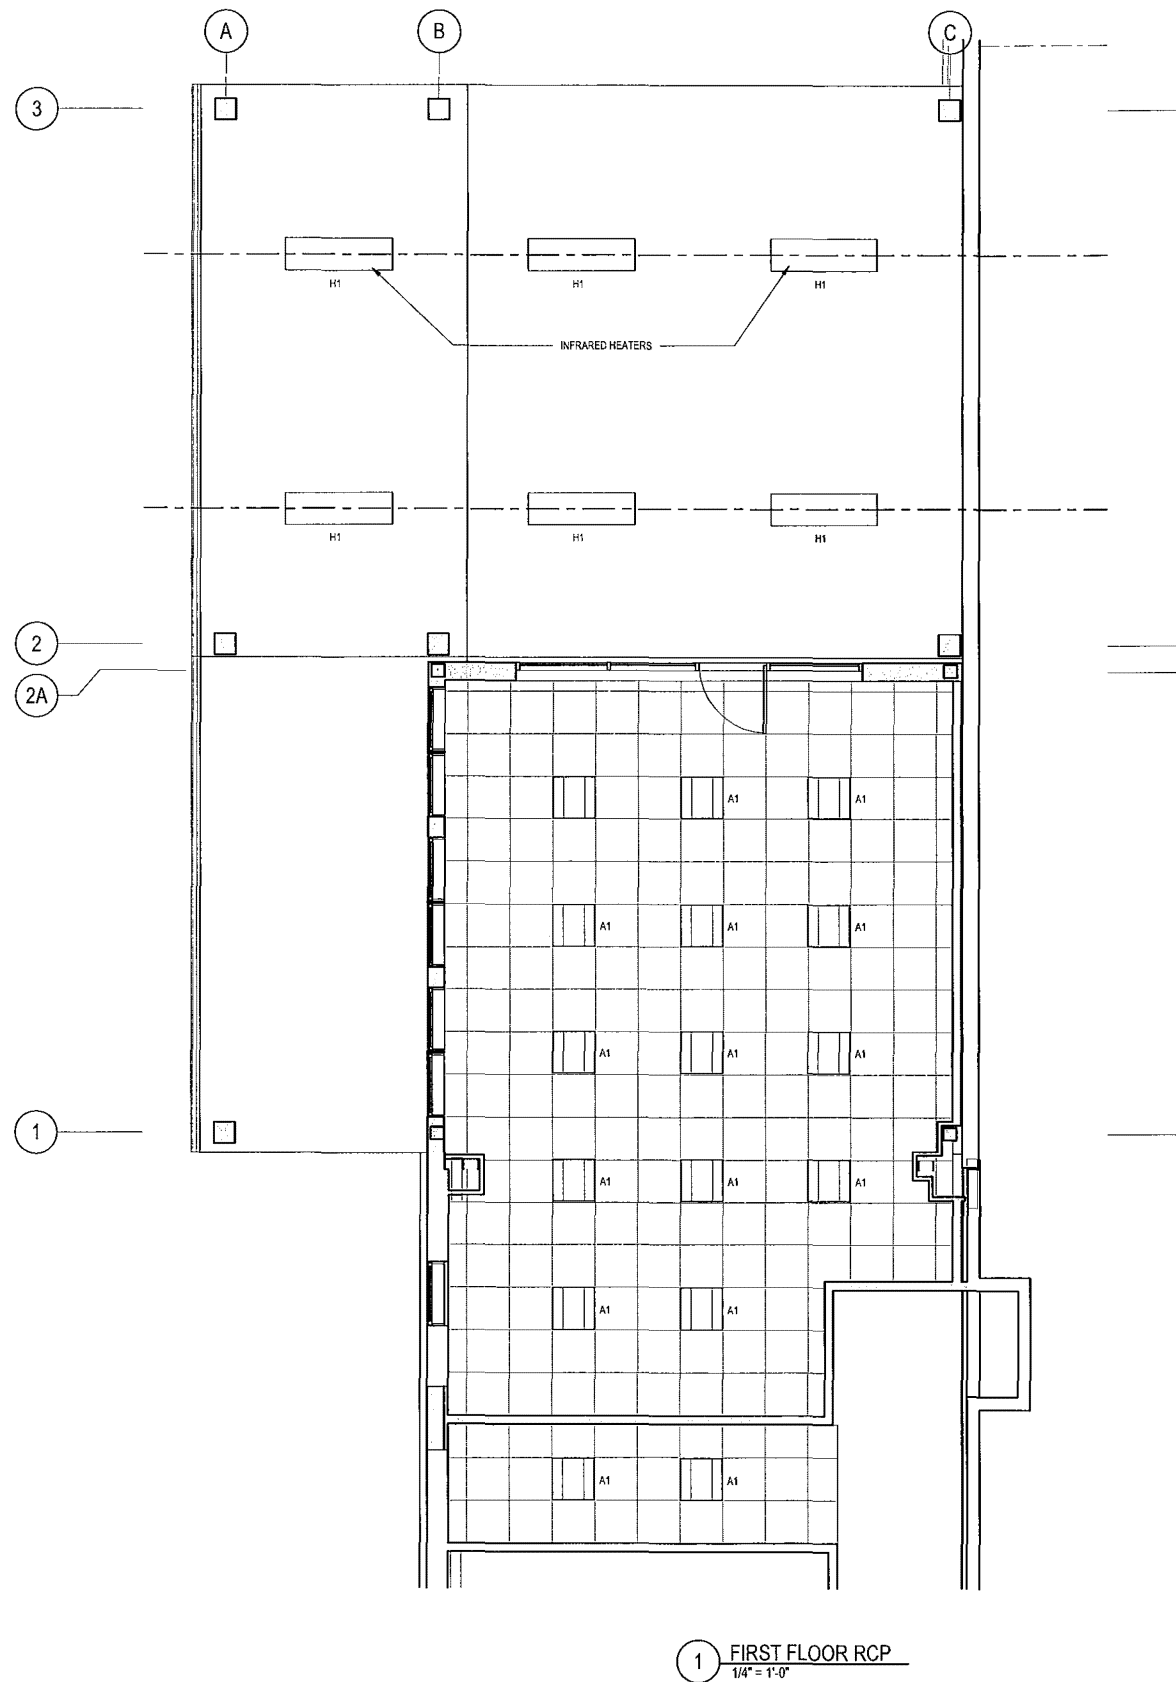 A B C
3
H1 H1 H1
INFRARED HEATERS
H1 H1 H1
2
2A
A1 A1
A1 A1 A1
A1 A1 A1
1
A1 A1 A1
A1 A1
A1 A1
1 FIRST FLOOR RCP
1/4" = 1'-0"